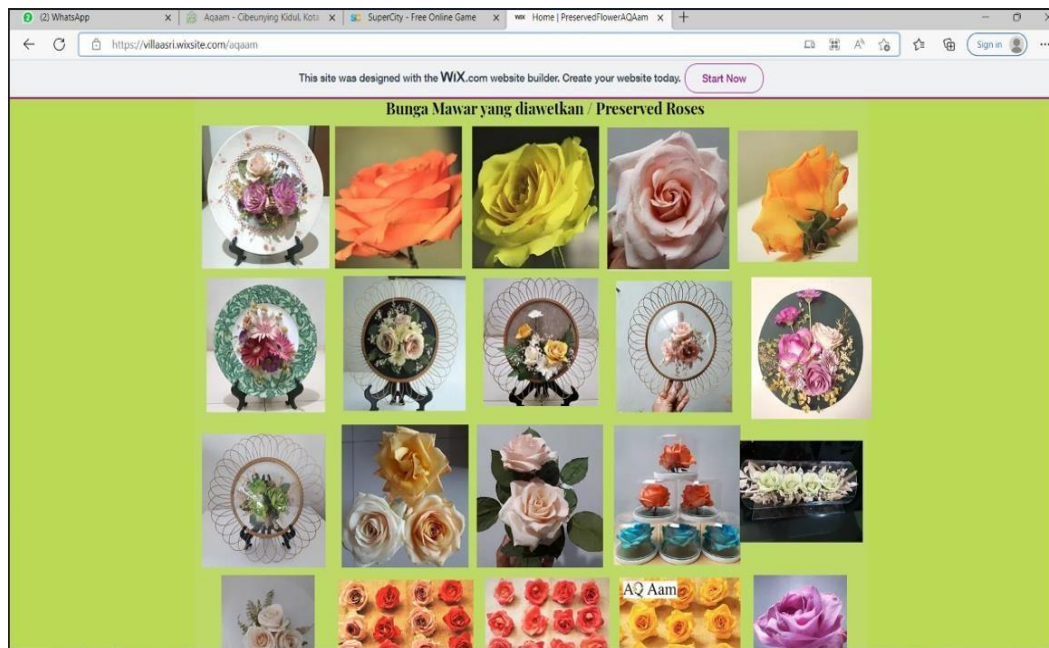 (2) WhatsApp
Aqaam - Cibeunying Kidul, Kota
SuperCity - Free Online Game
WIX Home | PreservedFlowerAQAam
https://villaasri.wixsite.com/aqaam
Sign in
This site was designed with the WiX.com website builder. Create your website today. Start Now
Bunga Mawar yang diawetkan / Preserved Roses
AQ Aam